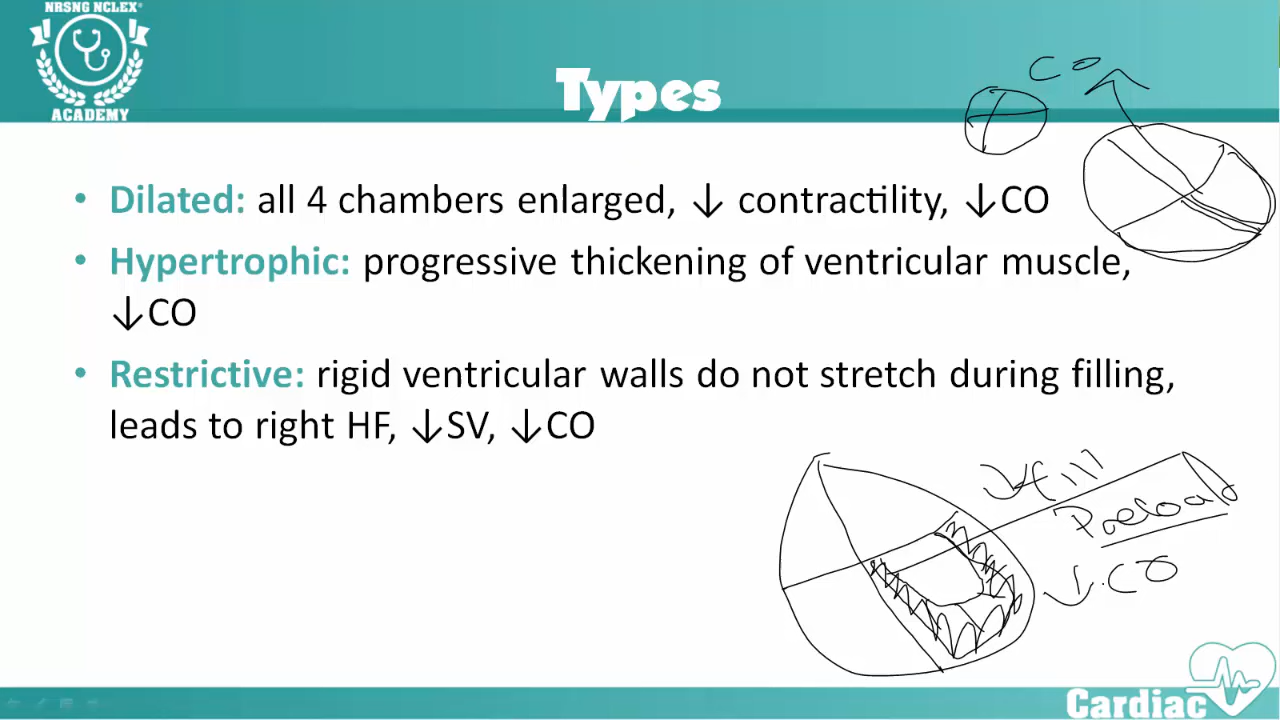 NRSNG NCLEX®
ACADEMY
Types
CO
• Dilated: all 4 chambers enlarged, ↓ contractility, ↓CO
• Hypertrophic: progressive thickening of ventricular muscle,
↓CO
• Restrictive: rigid ventricular walls do not stretch during filling,
leads to right HF, ↓SV, ↓CO
↓fill
Preload
↓CO
Cardiac